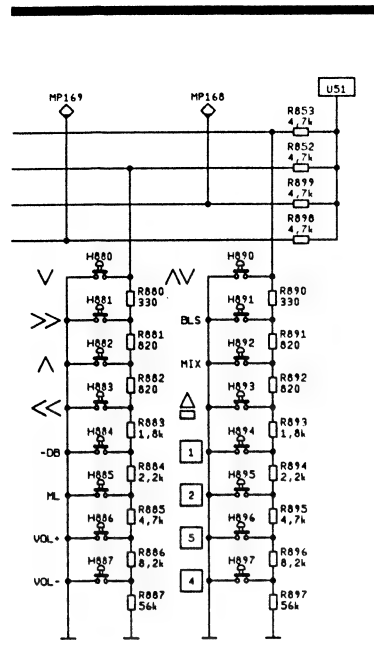 U51
MP169 MP168
R853
4,7k
R852
4,7k
R899
4,7k
R898
4,7k
H880 H890
V ΛV
R880 R890
330 330
H881 H891
>> BLS
R881 R891
820 820
H882 H892
Λ MIX
R882 R892
820 820
H883 H893
<<
R883 R893
1,8k 1,8k
H884 H894
-DB 1
R884 R894
2,2k 2,2k
H885 H895
ML 2
R885 R895
4,7k 4,7k
H886 H896
VOL+ 5
R886 R896
8,2k 8,2k
H887 H897
VOL- 4
R887 R897
56k 56k